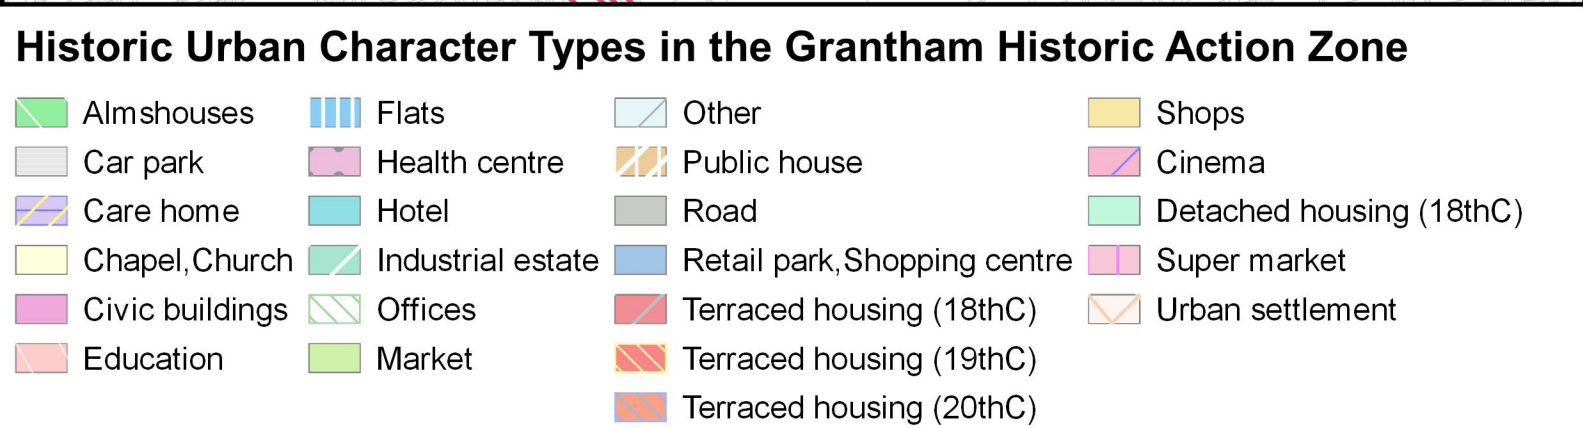 Historic Urban Character Types in the Grantham Historic Action Zone
Almshouses
Car park
Care home
Chapel,Church
Civic buildings
Education
Flats
Health centre
Hotel
Industrial estate
Offices
Market
Other
Public house
Road
Retail park,Shopping centre
Terraced housing (18thC)
Terraced housing (19thC)
Terraced housing (20thC)
Shops
Cinema
Detached housing (18thC)
Super market
Urban settlement